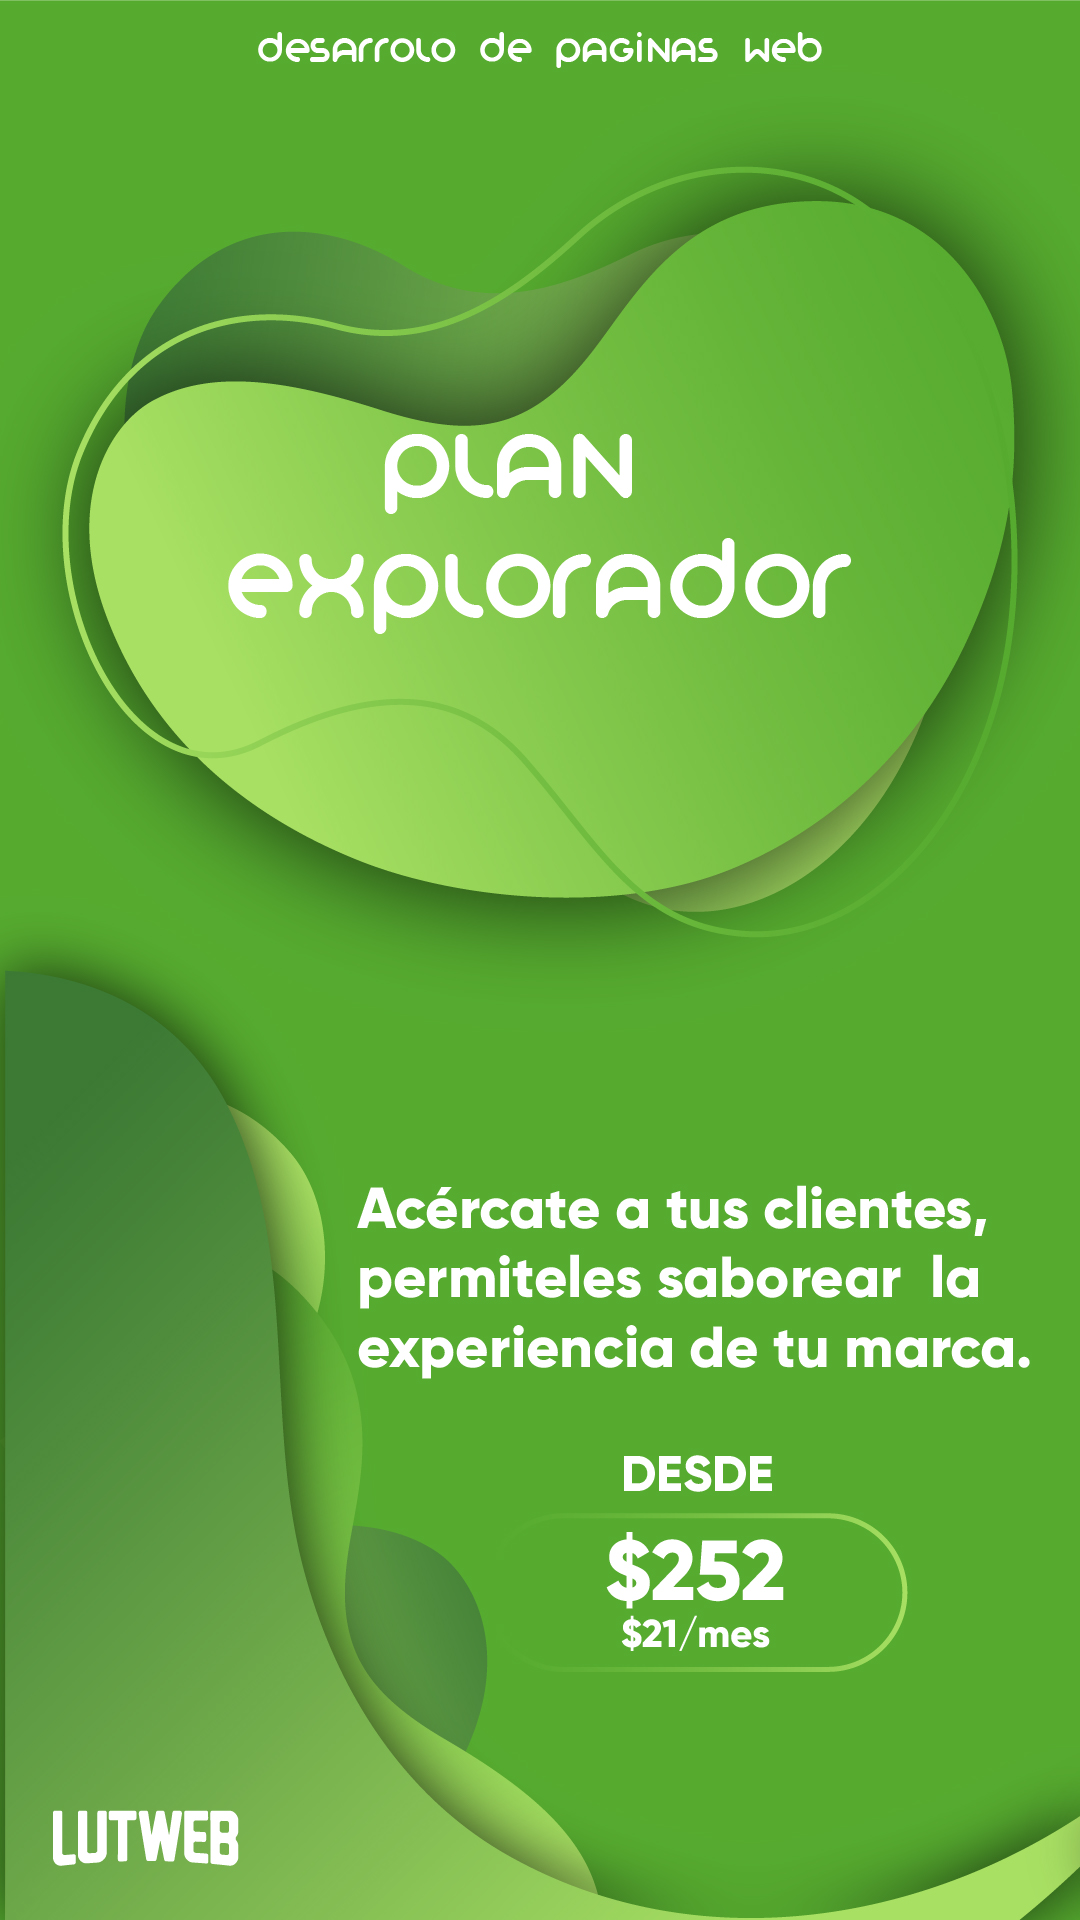 desarrolo de paginas web
plan
explorador
Acércate a tus clientes,
permiteles saborear la
experiencia de tu marca.
DESDE
$252
$21/mes
LUTWEB